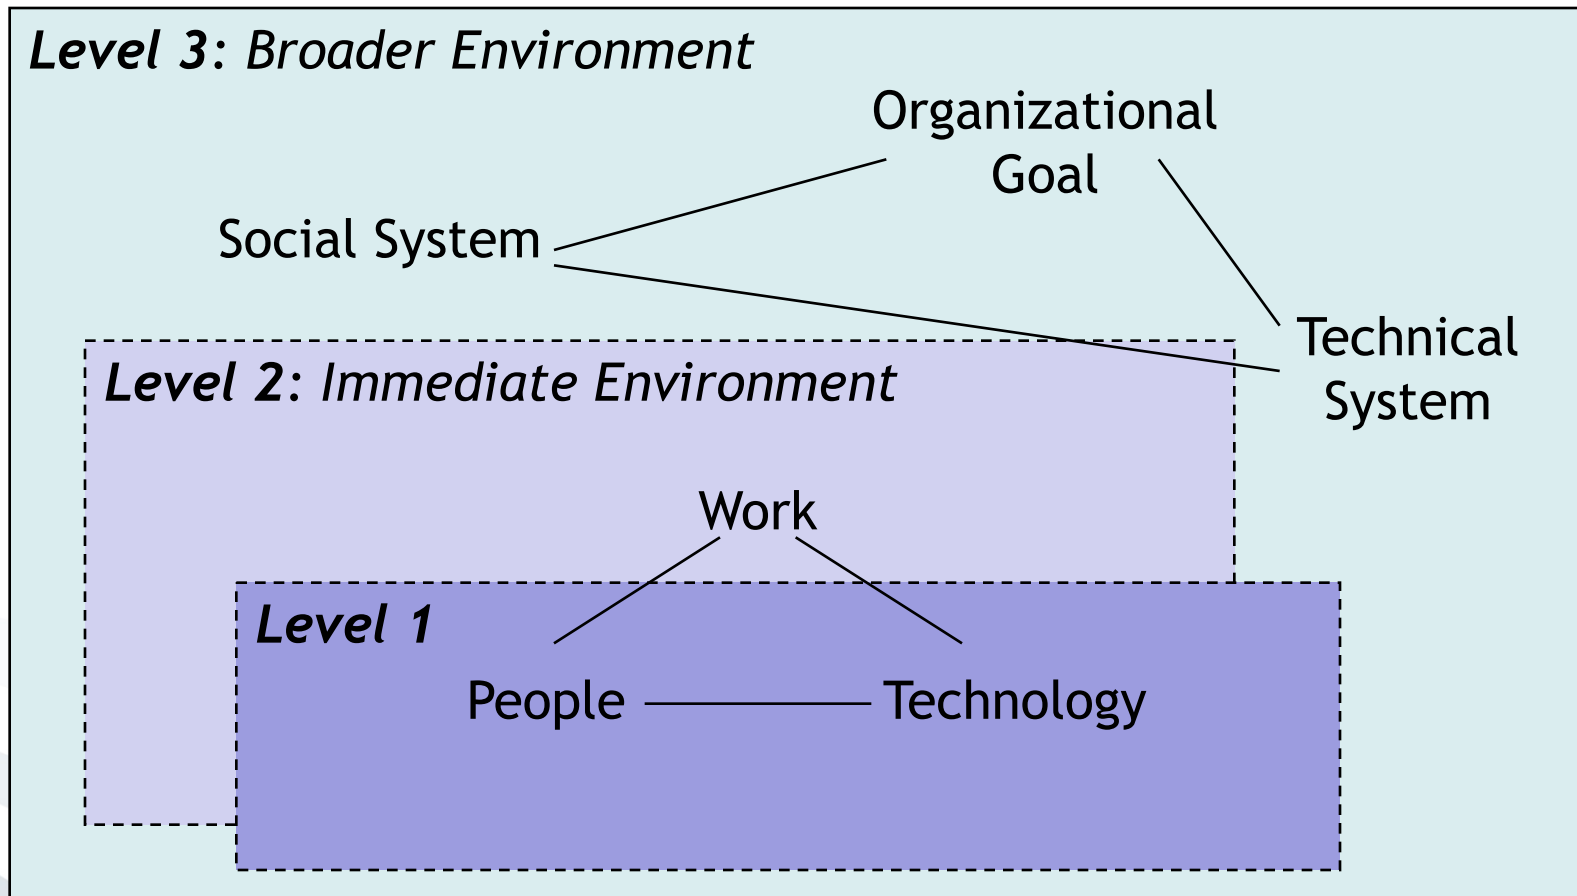 Level 3: Broader Environment
Organizational
Goal
Social System
Technical
System
Level 2: Immediate Environment
Work
Level 1
People
Technology